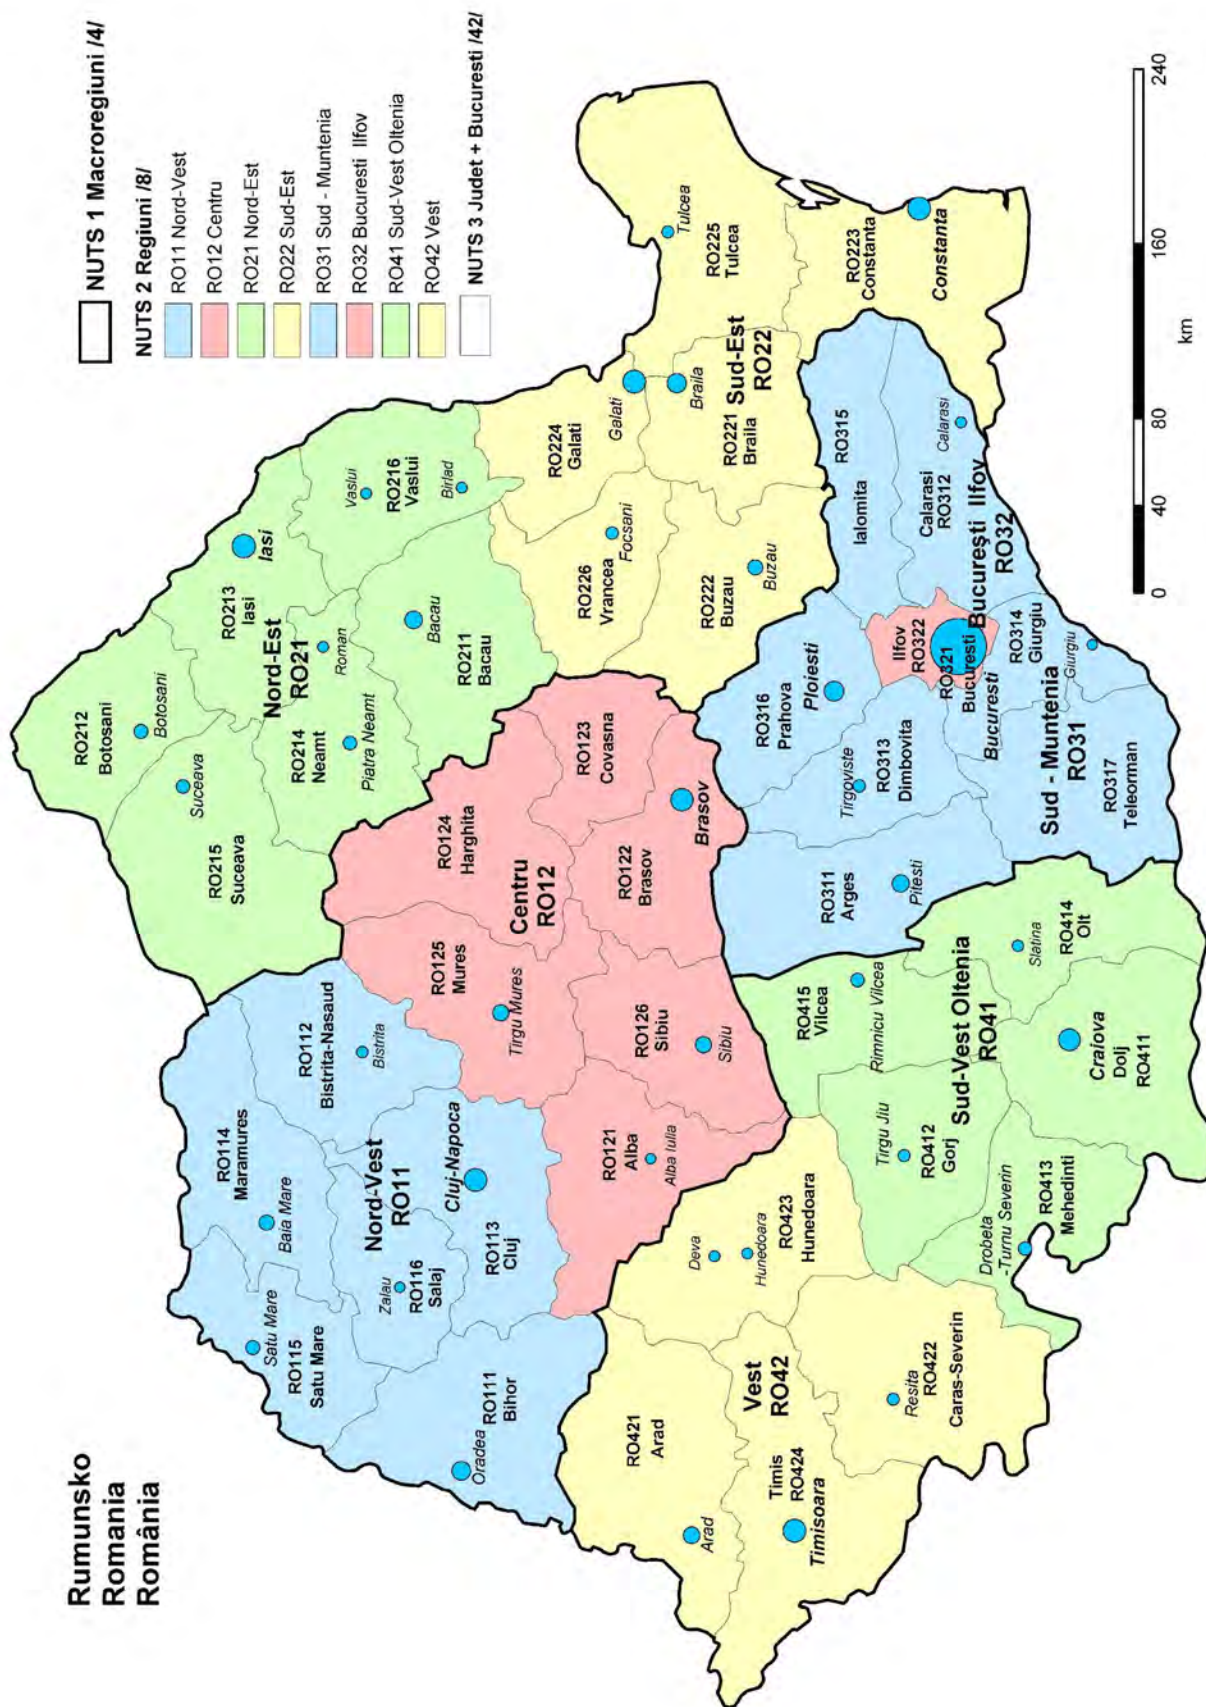 Rumunsko
Romania
România
NUTS 1 Macroregiuni /4/
NUTS 2 Regiuni /8/
RO11 Nord-Vest
RO12 Centru
RO21 Nord-Est
RO22 Sud-Est
RO31 Sud - Muntenia
RO32 Bucuresti Ilfov
RO41 Sud-Vest Oltenia
RO42 Vest
NUTS 3 Judet + Bucuresti /42/
RO212
Botosani
Botosani
Suceava
RO215
Suceava
RO213
Iasi
Iasi
Nord-Est
RO21
RO214
Neamt
Piatra Neamt
Roman
Vaslui
RO216
Vaslui
Birlad
Bacau
RO211
Bacau
RO114
Maramures
Baia Mare
Satu Mare
RO115
Satu Mare
RO112
Bistrita-Nasaud
Bistrita
Nord-Vest
RO11
Zalau
RO116
Salaj
Cluj-Napoca
RO113
Cluj
RO111
Bihor
Oradea
RO124
Harghita
RO125
Mures
Tirgu Mures
Centru
RO12
RO123
Covasna
RO122
Brasov
Brasov
RO126
Sibiu
Sibiu
RO121
Alba
Alba Iulia
RO224
Galati
Galati
RO226
Vrancea
Focsani
RO222
Buzau
Buzau
Braila
RO221
Braila
Sud-Est
RO22
Tulcea
RO225
Tulcea
RO223
Constanta
Constanta
RO421
Arad
Arad
Vest
RO42
Timis
RO424
Timisoara
Deva
Hunedoara
RO423
Hunedoara
Resita
RO422
Caras-Severin
RO415
Vilcea
Rimnicu Vilcea
Tirgu Jiu
RO412
Gorj
Sud-Vest Oltenia
RO41
Drobeta
-Turnu Severin
RO413
Mehedinti
Craiova
Dolj
RO411
Slatina
RO414
Olt
RO311
Arges
Pitesti
RO316
Prahova
Ploiesti
Tirgoviste
RO313
Dimbovita
RO315
Ialomita
Calarasi
RO312
Calarasi
Ilfov
RO322
RO321
Bucuresti
Bucuresti
Bucureşti Ilfov
RO32
RO314
Giurgiu
Giurgiu
Sud - Muntenia
RO31
RO317
Teleorman
0 40 80 160 240
km